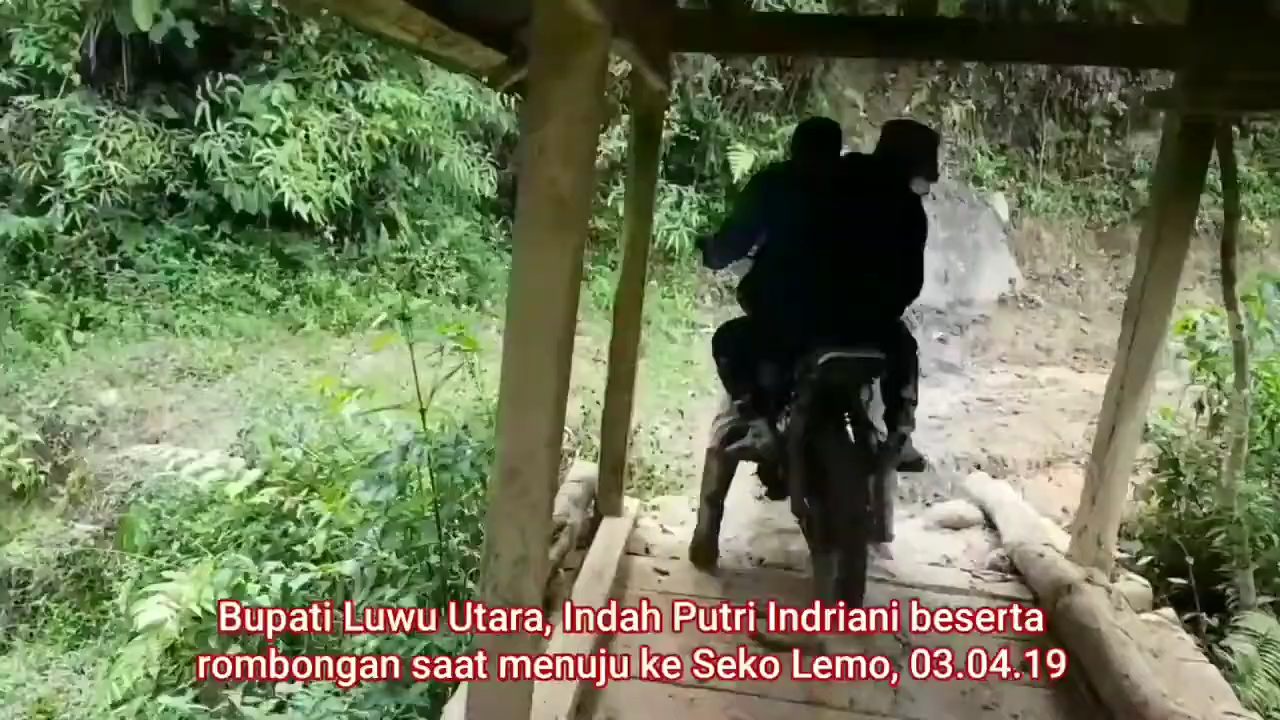 Bupati Luwu Utara, Indah Putri Indriani beserta
rombongan saat menuju ke Seko Lemo, 03.04.19